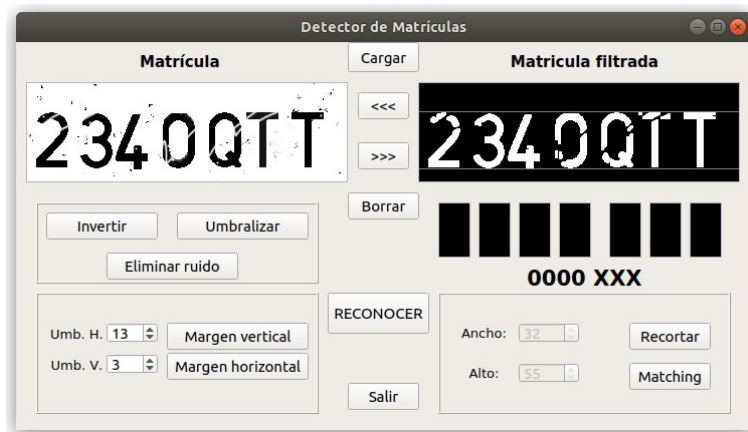 Detector de Matrículas
Matrícula
Cargar
Matricula filtrada
2340QTT
<<<
>>>
2340QTT
Borrar
Invertir
Umbralizar
Eliminar ruido
0000 XXX
RECONOCER
Umb. H. 13
Margen vertical
Umb. V. 3
Margen horizontal
Ancho: 32
Recortar
Alto: 55
Matching
Salir